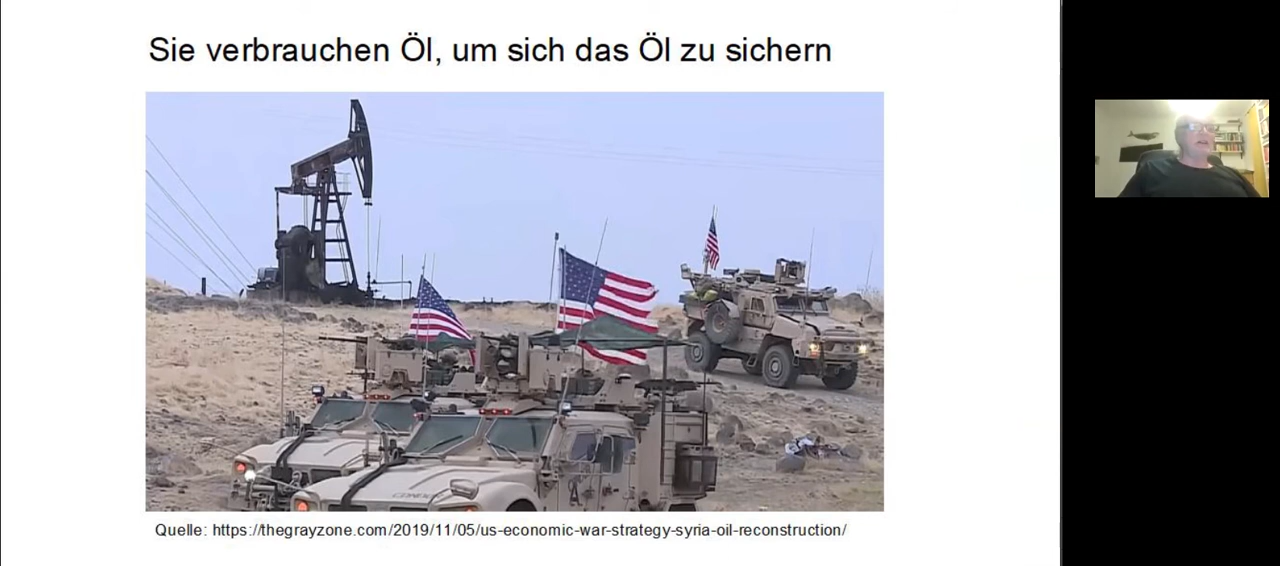 Sie verbrauchen Öl, um sich das Öl zu sichern
Quelle: https://thegrayzone.com/2019/11/05/us-economic-war-strategy-syria-oil-reconstruction/